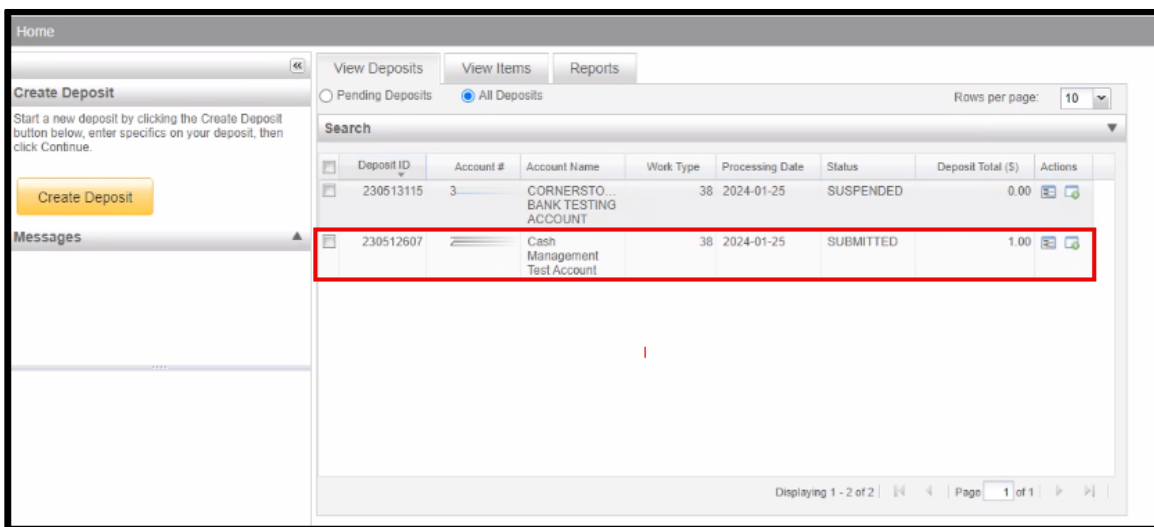 Home
Create Deposit
Start a new deposit by clicking the Create Deposit
button below, enter specifics on your deposit, then
click Continue.
Create Deposit
Messages
View Deposits View Items Reports
Pending Deposits All Deposits Rows per page: 10
Search
Deposit ID Account # Account Name Work Type Processing Date Status Deposit Total ($) Actions
230513115 3 CORNERSTO... 38 2024-01-25 SUSPENDED 0.00
BANK TESTING
ACCOUNT
230512607 Cash 38 2024-01-25 SUBMITTED 1.00
Management
Test Account
Displaying 1 - 2 of 2 Page 1 of 1